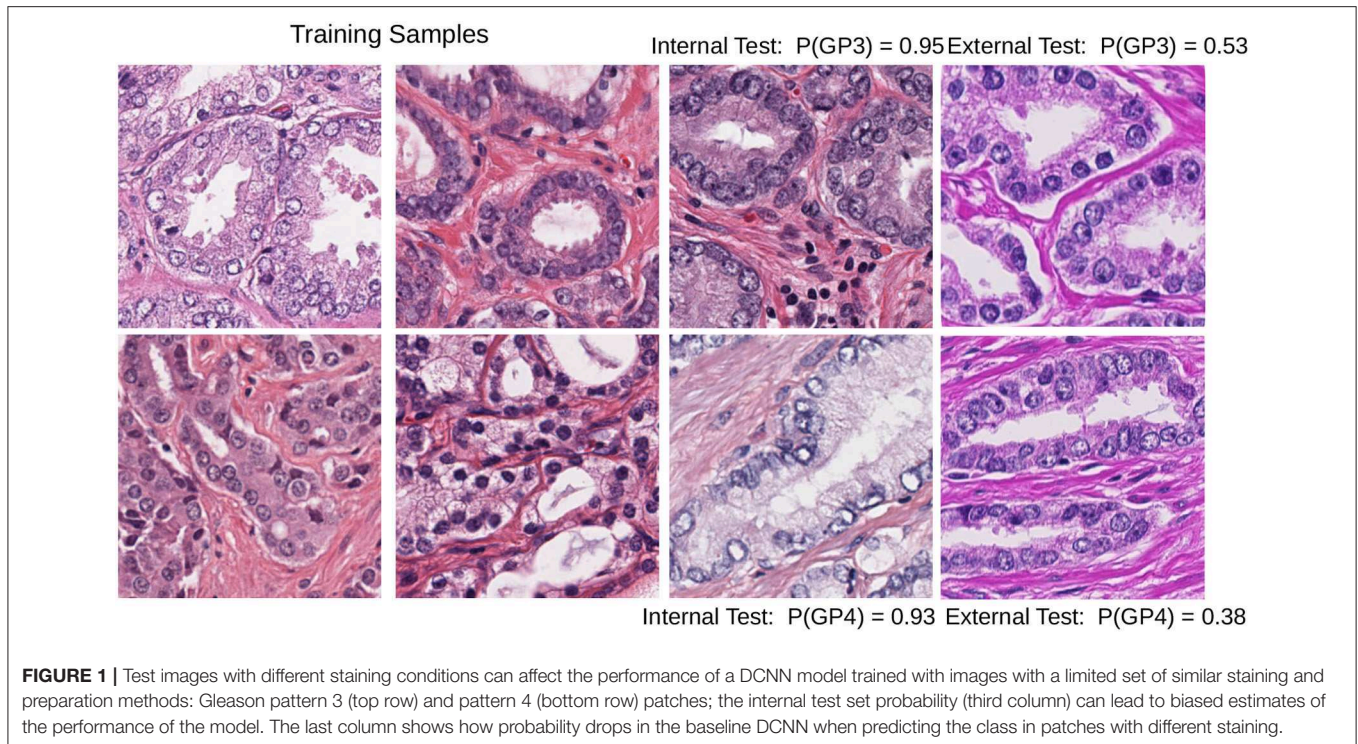 Training Samples
Internal Test:  P(GP3) = 0.95 External Test:  P(GP3) = 0.53
Internal Test:  P(GP4) = 0.93  External Test:  P(GP4) = 0.38
FIGURE 1 | Test images with different staining conditions can affect the performance of a DCNN model trained with images with a limited set of similar staining and
preparation methods: Gleason pattern 3 (top row) and pattern 4 (bottom row) patches; the internal test set probability (third column) can lead to biased estimates of
the performance of the model. The last column shows how probability drops in the baseline DCNN when predicting the class in patches with different staining.